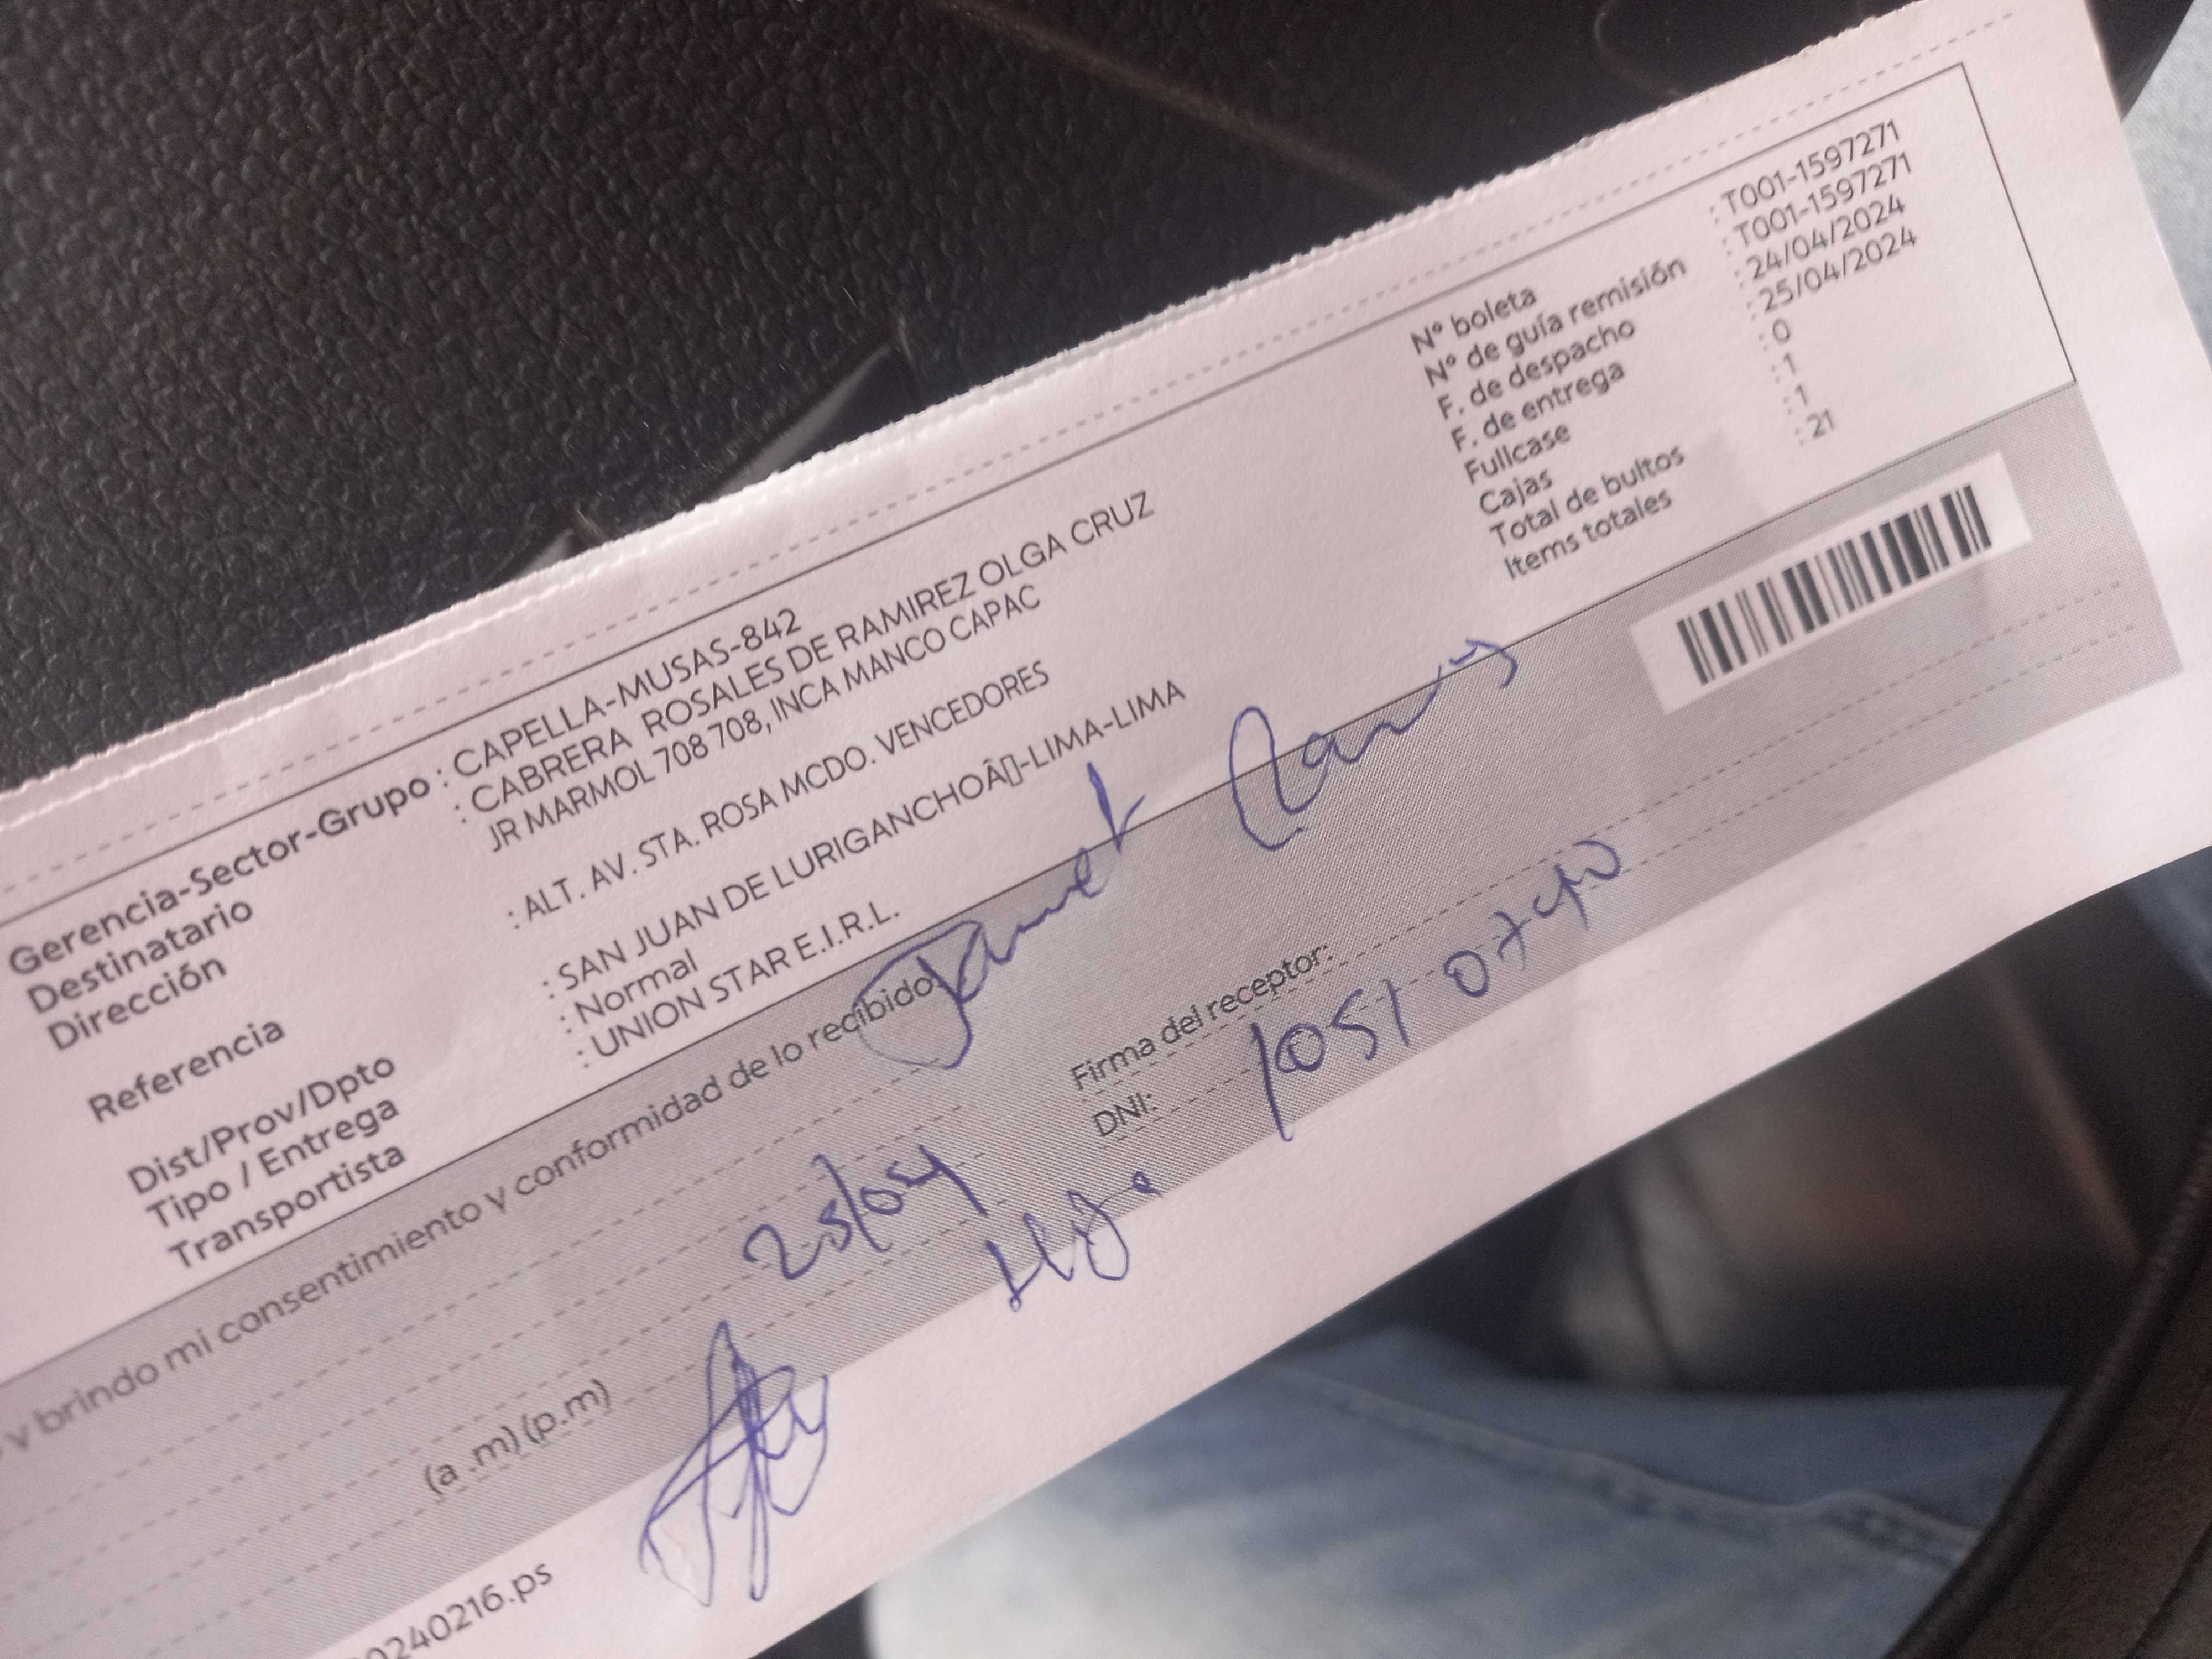 Gerencia-Sector-Grupo : CAPELLA-MUSAS-842
Destinatario : CABRERA ROSALES DE RAMIREZ OLGA CRUZ
Dirección JR MARMOL 708 708, INCA MANCO CAPAC
Referencia : ALT. AV. STA. ROSA MCDO. VENCEDORES
Dist/Prov/Dpto : SAN JUAN DE LURIGANCHOÂ[]-LIMA-LIMA
Tipo / Entrega : Normal
Transportista : UNION STAR E.I.R.L.
N° boleta : T001-1597271
N° de guía remisión : T001-1597271
F. de despacho : 24/04/2024
F. de entrega : 25/04/2024
Fullcase : 0
Cajas : 1
Total de bultos : 1
Items totales : 21
y brindo mi consentimiento y conformidad de lo recibido:
Janet
Firma del receptor:
25/04
DNI:
(a .m) (p.m)
0240216.ps